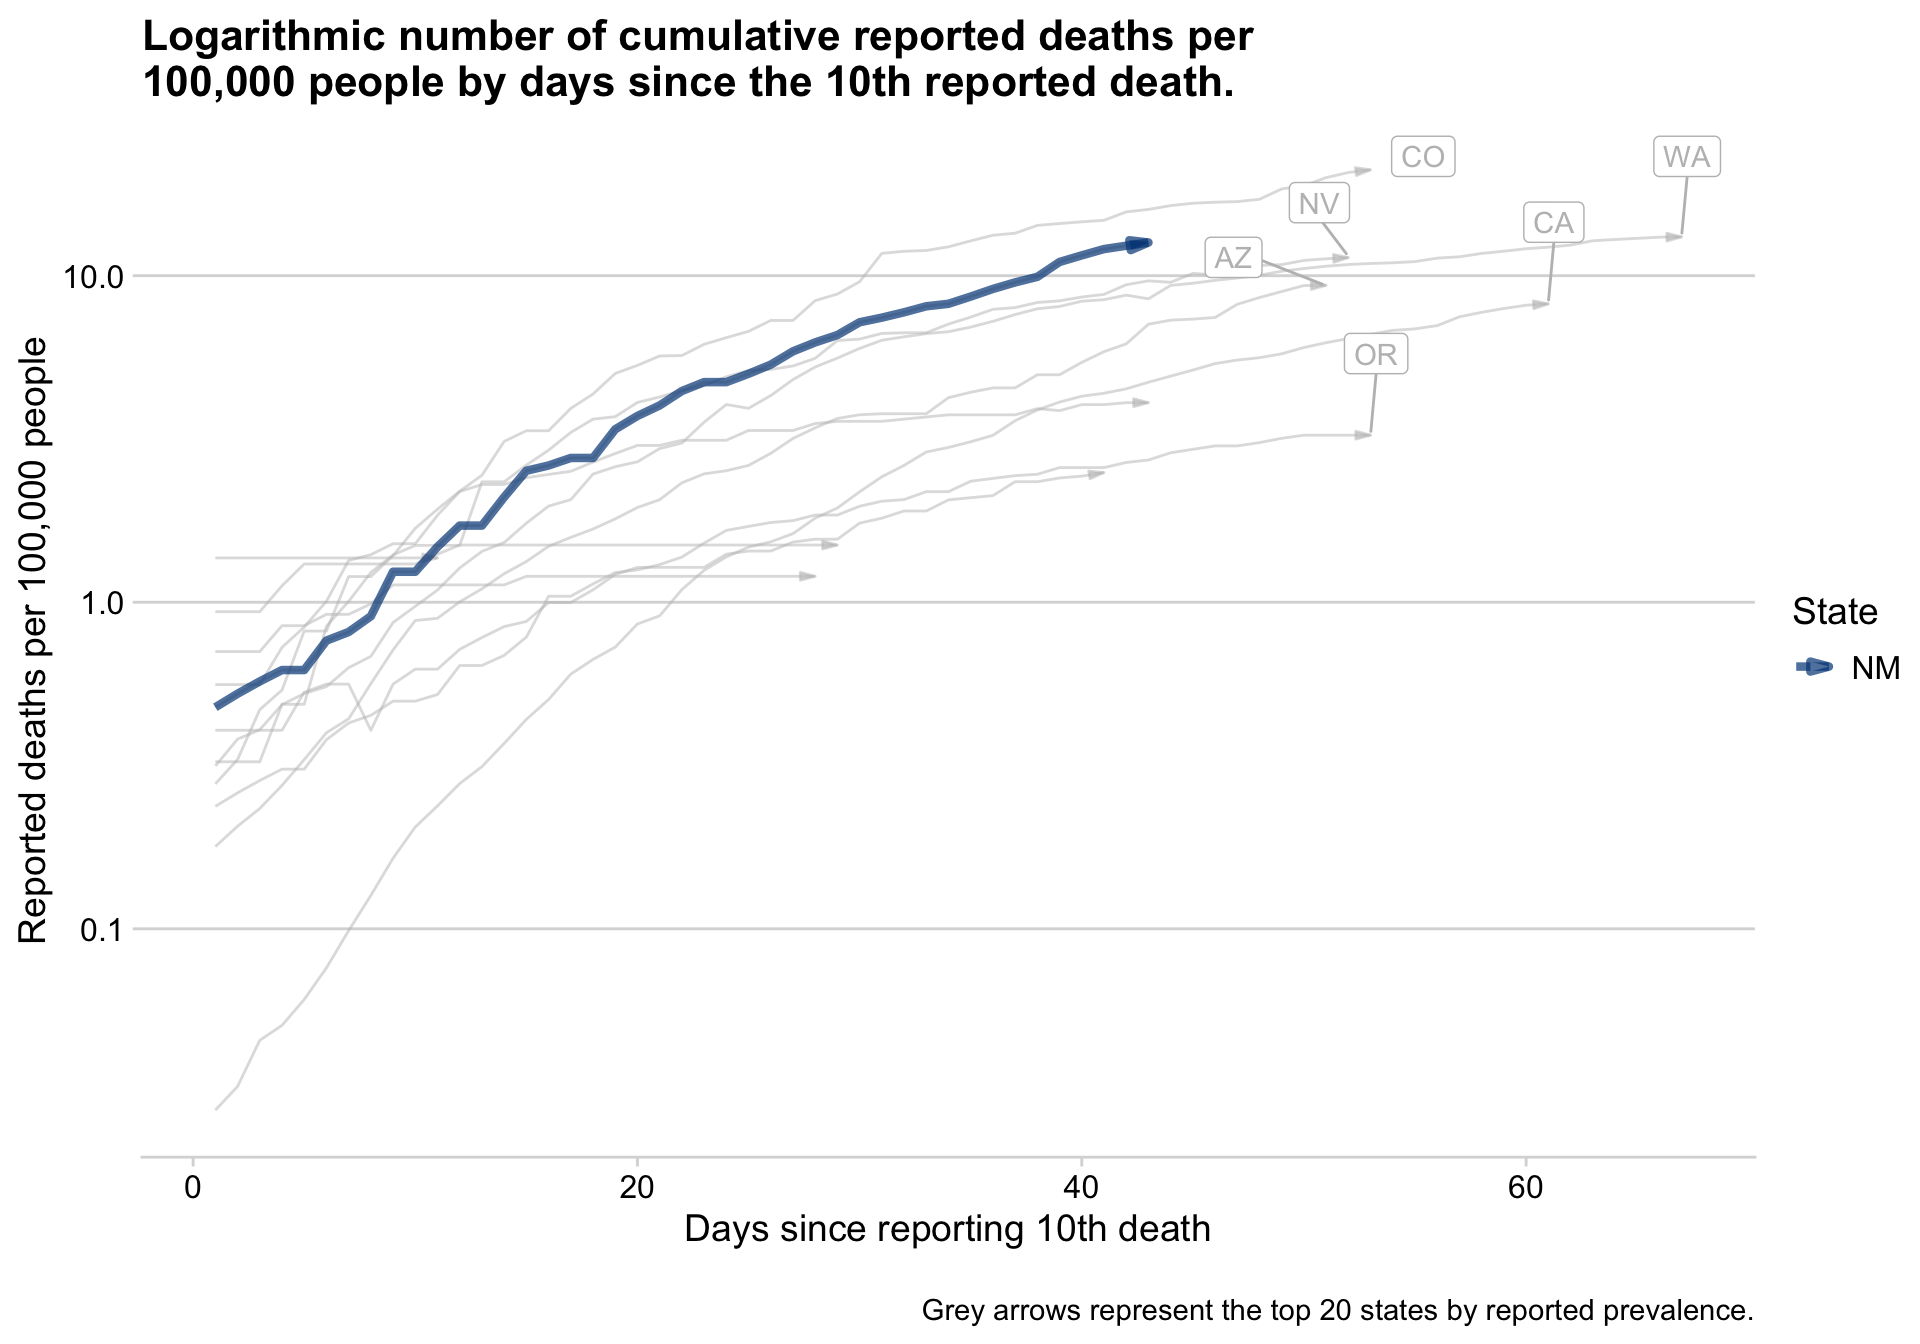 Logarithmic number of cumulative reported deaths per
100,000 people by days since the 10th reported death.
CO
WA
NV
CA
AZ
OR
10.0
1.0
0.1
Reported deaths per 100,000 people
State
NM
0
20
40
60
Days since reporting 10th death
Grey arrows represent the top 20 states by reported prevalence.